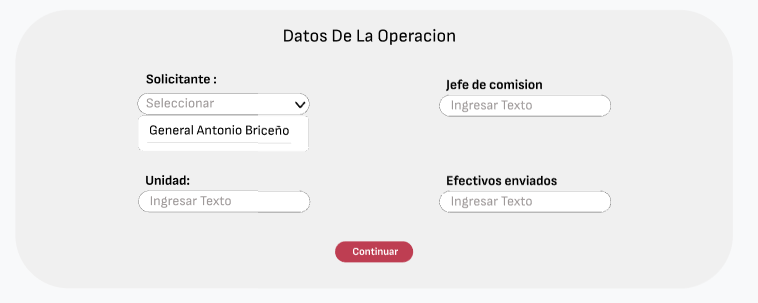 Datos De La Operacion
Solicitante :
Seleccionar
General Antonio Briceño
Jefe de comision
Ingresar Texto
Unidad:
Ingresar Texto
Efectivos enviados
Ingresar Texto
Continuar